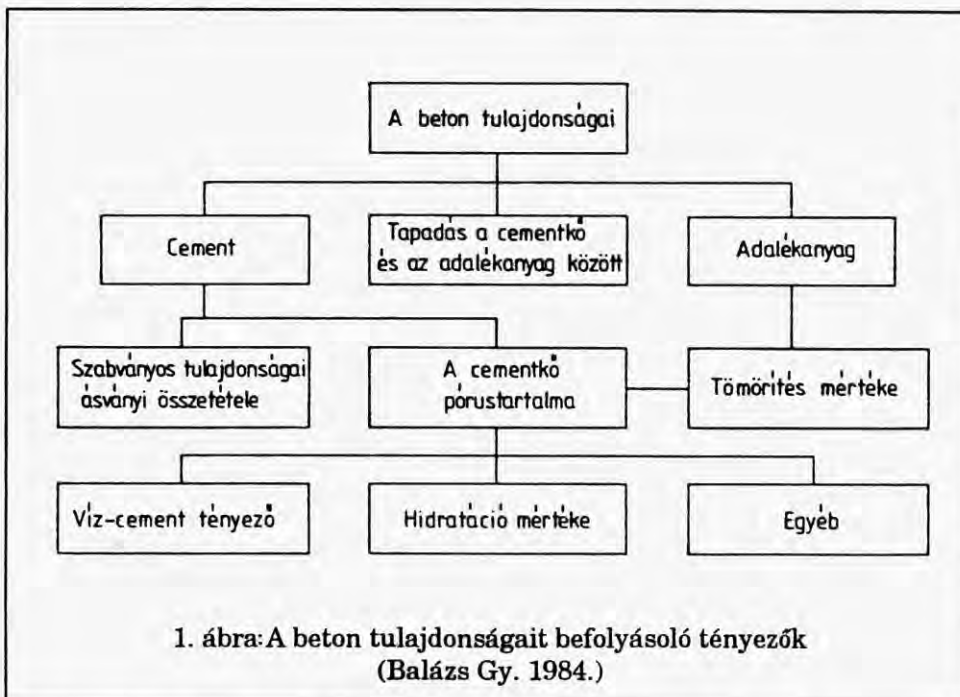 A beton tulajdonságai
Cement
Tapadás a cementkő
és az adalékanyag között
Adalékanyag
Szabványos tulajdonságai
ásványi összetétele
A cementkő
pórustartalma
Tömörítés mértéke
Víz-cement tényező
Hidratáció mértéke
Egyéb
1. ábra: A beton tulajdonságait befolyásoló tényezők
(Balázs Gy. 1984.)